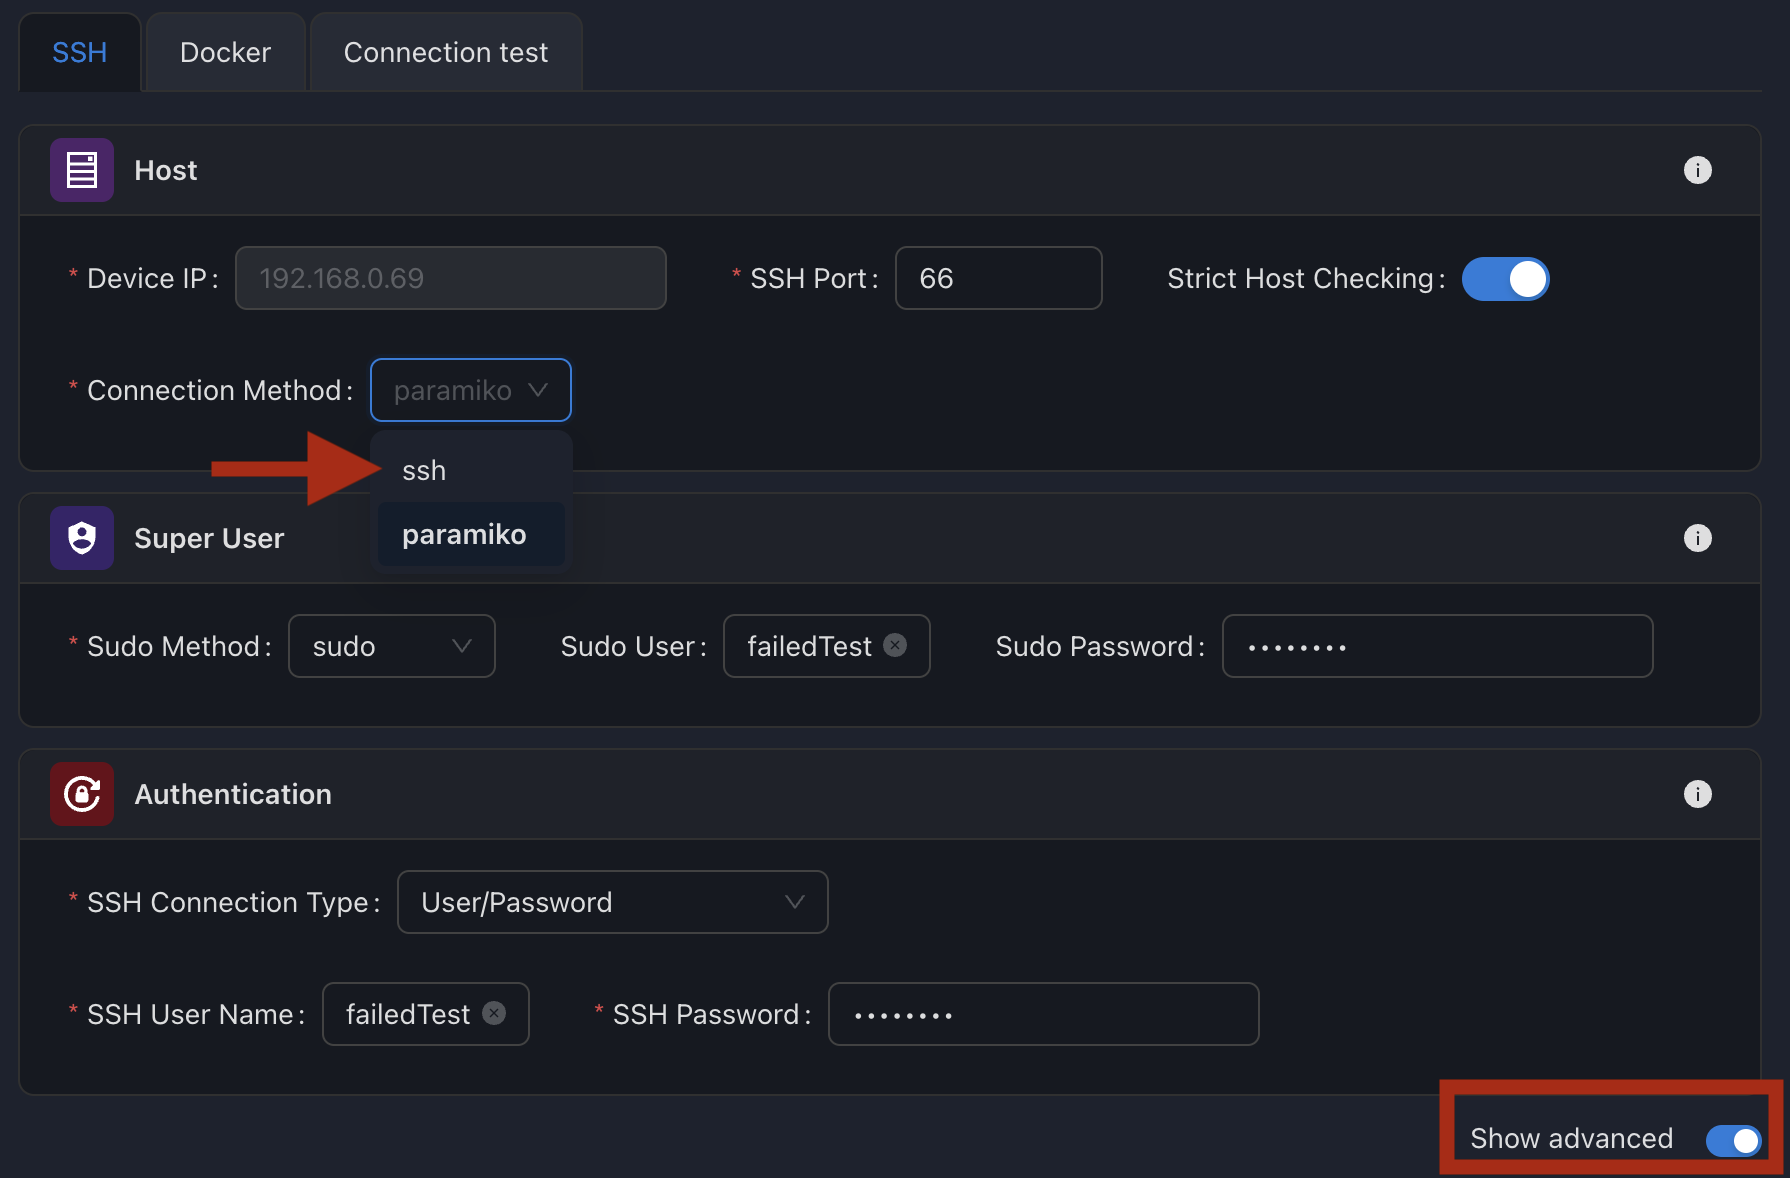 SSH Docker Connection test
Host
* Device IP: 192.168.0.69 * SSH Port: 66 Strict Host Checking:
* Connection Method: paramiko
ssh
paramiko
Super User
* Sudo Method: sudo Sudo User: failedTest Sudo Password: ••••••••
Authentication
* SSH Connection Type: User/Password
* SSH User Name: failedTest * SSH Password: ••••••••
Show advanced